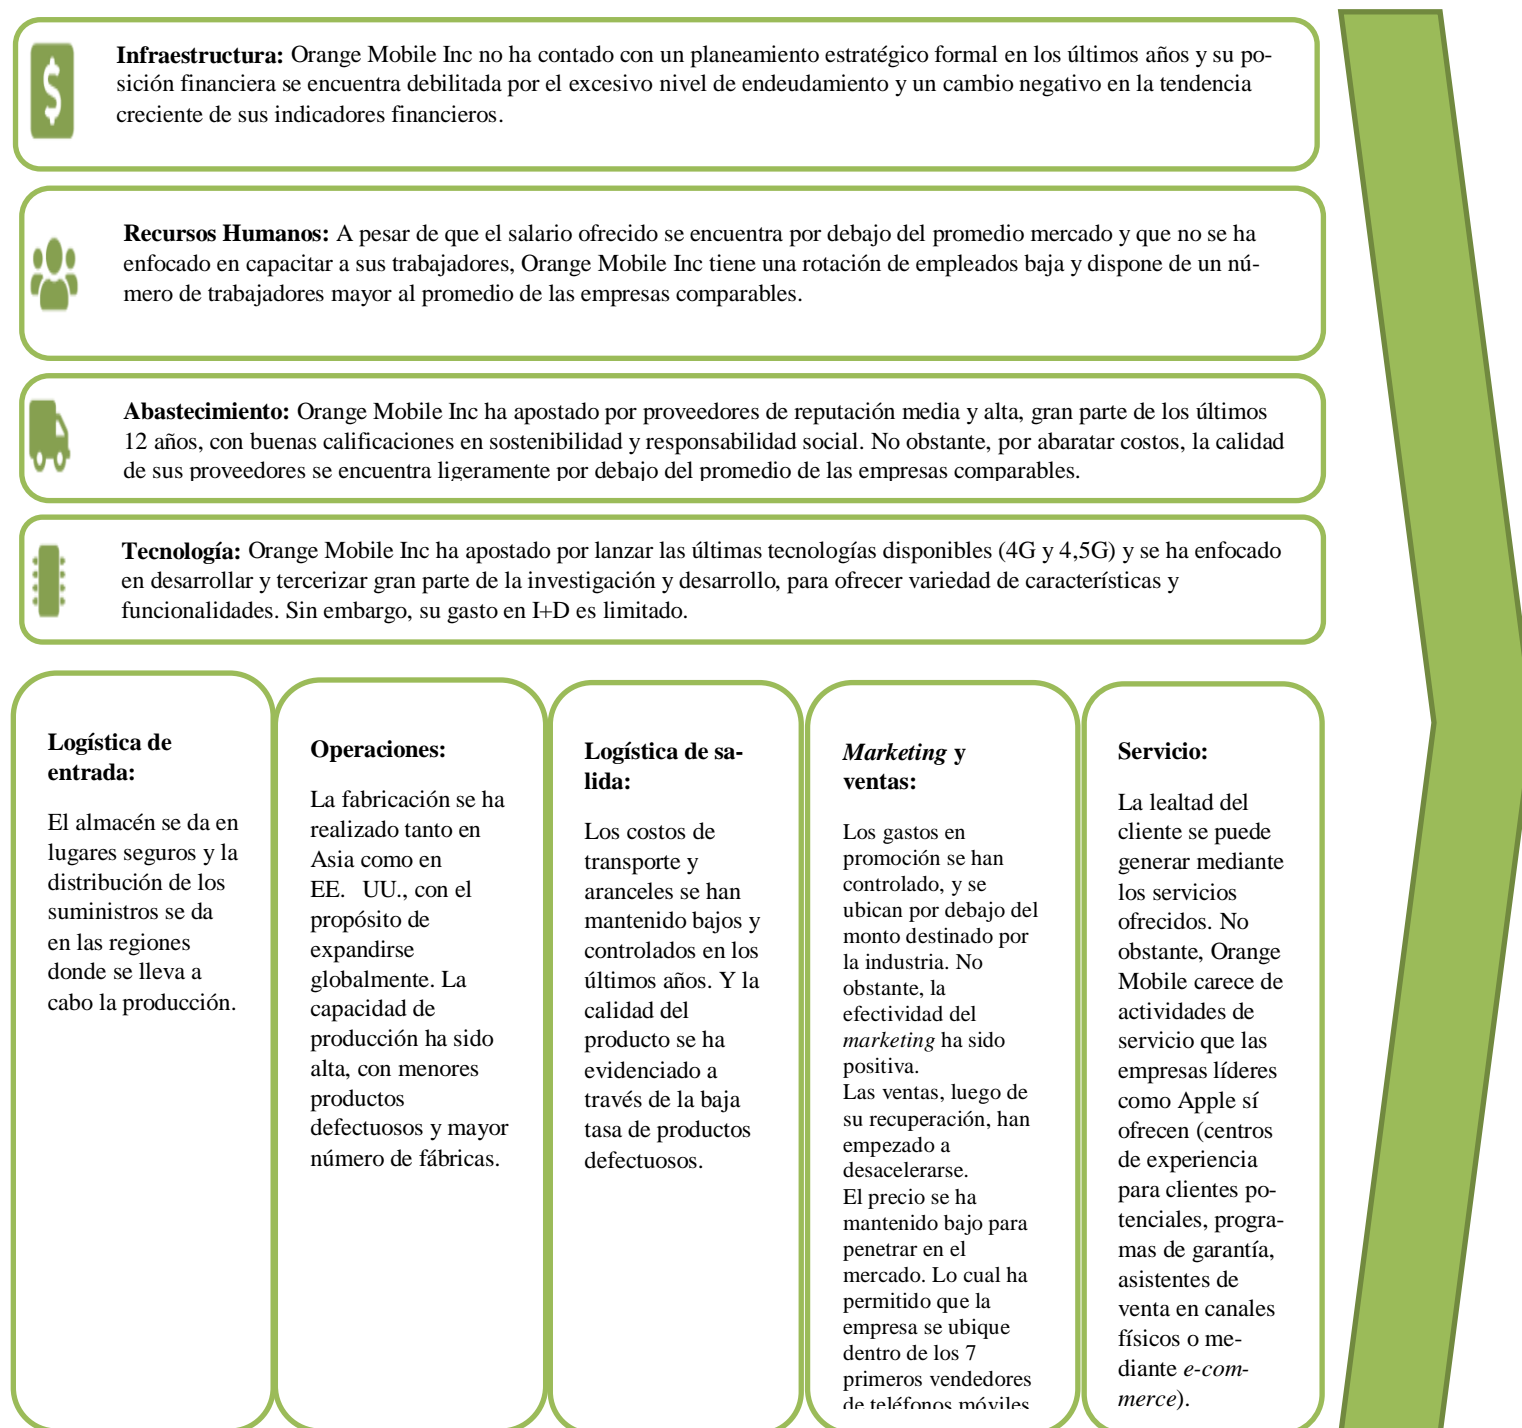 Infraestructura: Orange Mobile Inc no ha contado con un planeamiento estratégico formal en los últimos años y su po-
sición financiera se encuentra debilitada por el excesivo nivel de endeudamiento y un cambio negativo en la tendencia
creciente de sus indicadores financieros.
Recursos Humanos: A pesar de que el salario ofrecido se encuentra por debajo del promedio mercado y que no se ha
enfocado en capacitar a sus trabajadores, Orange Mobile Inc tiene una rotación de empleados baja y dispone de un nú-
mero de trabajadores mayor al promedio de las empresas comparables.
Abastecimiento: Orange Mobile Inc ha apostado por proveedores de reputación media y alta, gran parte de los últimos
12 años, con buenas calificaciones en sostenibilidad y responsabilidad social. No obstante, por abaratar costos, la calidad
de sus proveedores se encuentra ligeramente por debajo del promedio de las empresas comparables.
Tecnología: Orange Mobile Inc ha apostado por lanzar las últimas tecnologías disponibles (4G y 4,5G) y se ha enfocado
en desarrollar y tercerizar gran parte de la investigación y desarrollo, para ofrecer variedad de características y
funcionalidades. Sin embargo, su gasto en I+D es limitado.
Logística de
entrada:
El almacén se da en
lugares seguros y la
distribución de los
suministros se da
en las regiones
donde se lleva a
cabo la producción.
Operaciones:
La fabricación se ha
realizado tanto en
Asia como en
EE. UU., con el
propósito de
expandirse
globalmente. La
capacidad de
producción ha sido
alta, con menores
productos
defectuosos y mayor
número de fábricas.
Logística de sa-
lida:
Los costos de
transporte y
aranceles se han
mantenido bajos y
controlados en los
últimos años. Y la
calidad del
producto se ha
evidenciado a
través de la baja
tasa de productos
defectuosos.
Marketing y
ventas:
Los gastos en
promoción se han
controlado, y se
ubican por debajo del
monto destinado por
la industria. No
obstante, la
efectividad del
marketing ha sido
positiva.
Las ventas, luego de
su recuperación, han
empezado a
desacelerarse.
El precio se ha
mantenido bajo para
penetrar en el
mercado. Lo cual ha
permitido que la
empresa se ubique
dentro de los 7
primeros vendedores
de teléfonos móviles
Servicio:
La lealtad del
cliente se puede
generar mediante
los servicios
ofrecidos. No
obstante, Orange
Mobile carece de
actividades de
servicio que las
empresas líderes
como Apple sí
ofrecen (centros
de experiencia
para clientes po-
tenciales, progra-
mas de garantía,
asistentes de
venta en canales
físicos o me-
diante e-com-
merce).